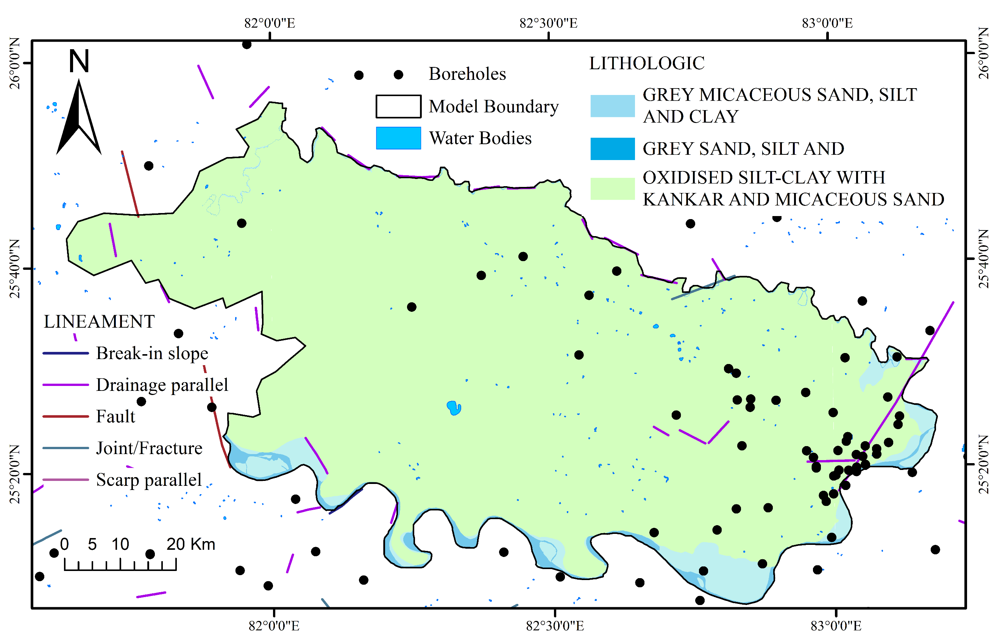 82°0'0"E
82°30'0"E
83°0'0"E
26°0'0"N
26°0'0"N
N
Boreholes
Model Boundary
Water Bodies
LITHOLOGIC
GREY MICACEOUS SAND, SILT
AND CLAY
GREY SAND, SILT AND
OXIDISED SILT-CLAY WITH
KANKAR AND MICACEOUS SAND
25°40'0"N
25°40'0"N
LINEAMENT
Break-in slope
Drainage parallel
Fault
Joint/Fracture
Scarp parallel
25°20'0"N
25°20'0"N
0 5 10 20 Km
82°0'0"E
82°30'0"E
83°0'0"E